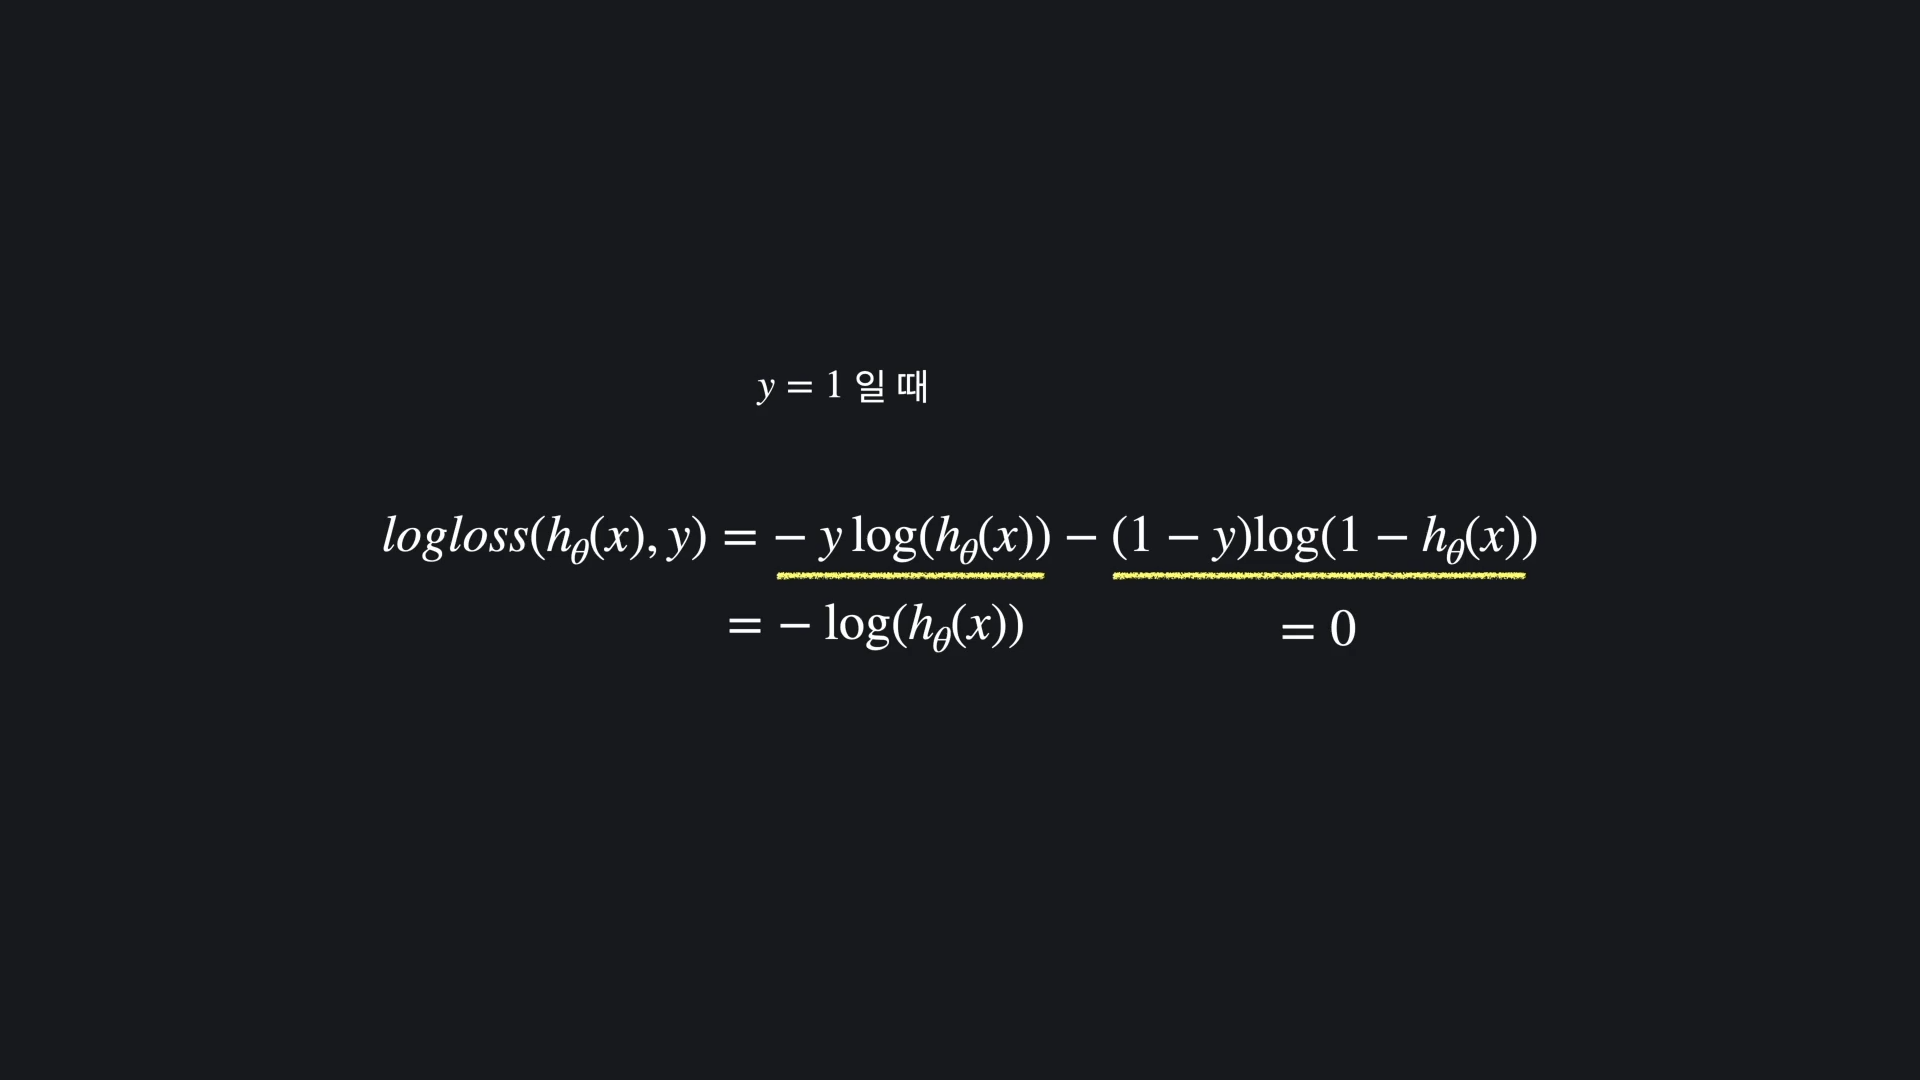 y = 1 일 때
logloss(hθ(x), y) = − y log(hθ(x)) − (1 − y)log(1 − hθ(x))
= − log(hθ(x)) = 0